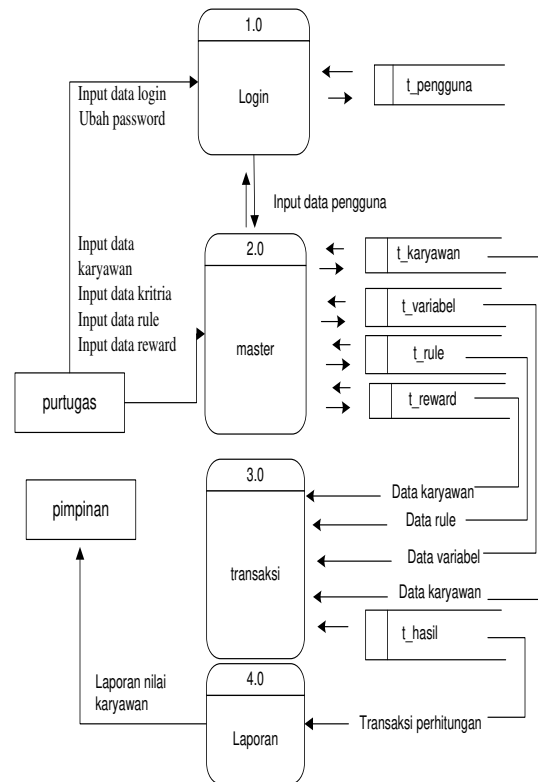 1.0
Login
t_pengguna
Input data login
Ubah password
Input data pengguna
2.0
master
Input data
karyawan
Input data kritria
Input data rule
Input data reward
t_karyawan
t_variabel
t_rule
t_reward
purtugas
3.0
transaksi
pimpinan
Data karyawan
Data rule
Data variabel
Data karyawan
t_hasil
4.0
Laporan
Laporan nilai
karyawan
Transaksi perhitungan